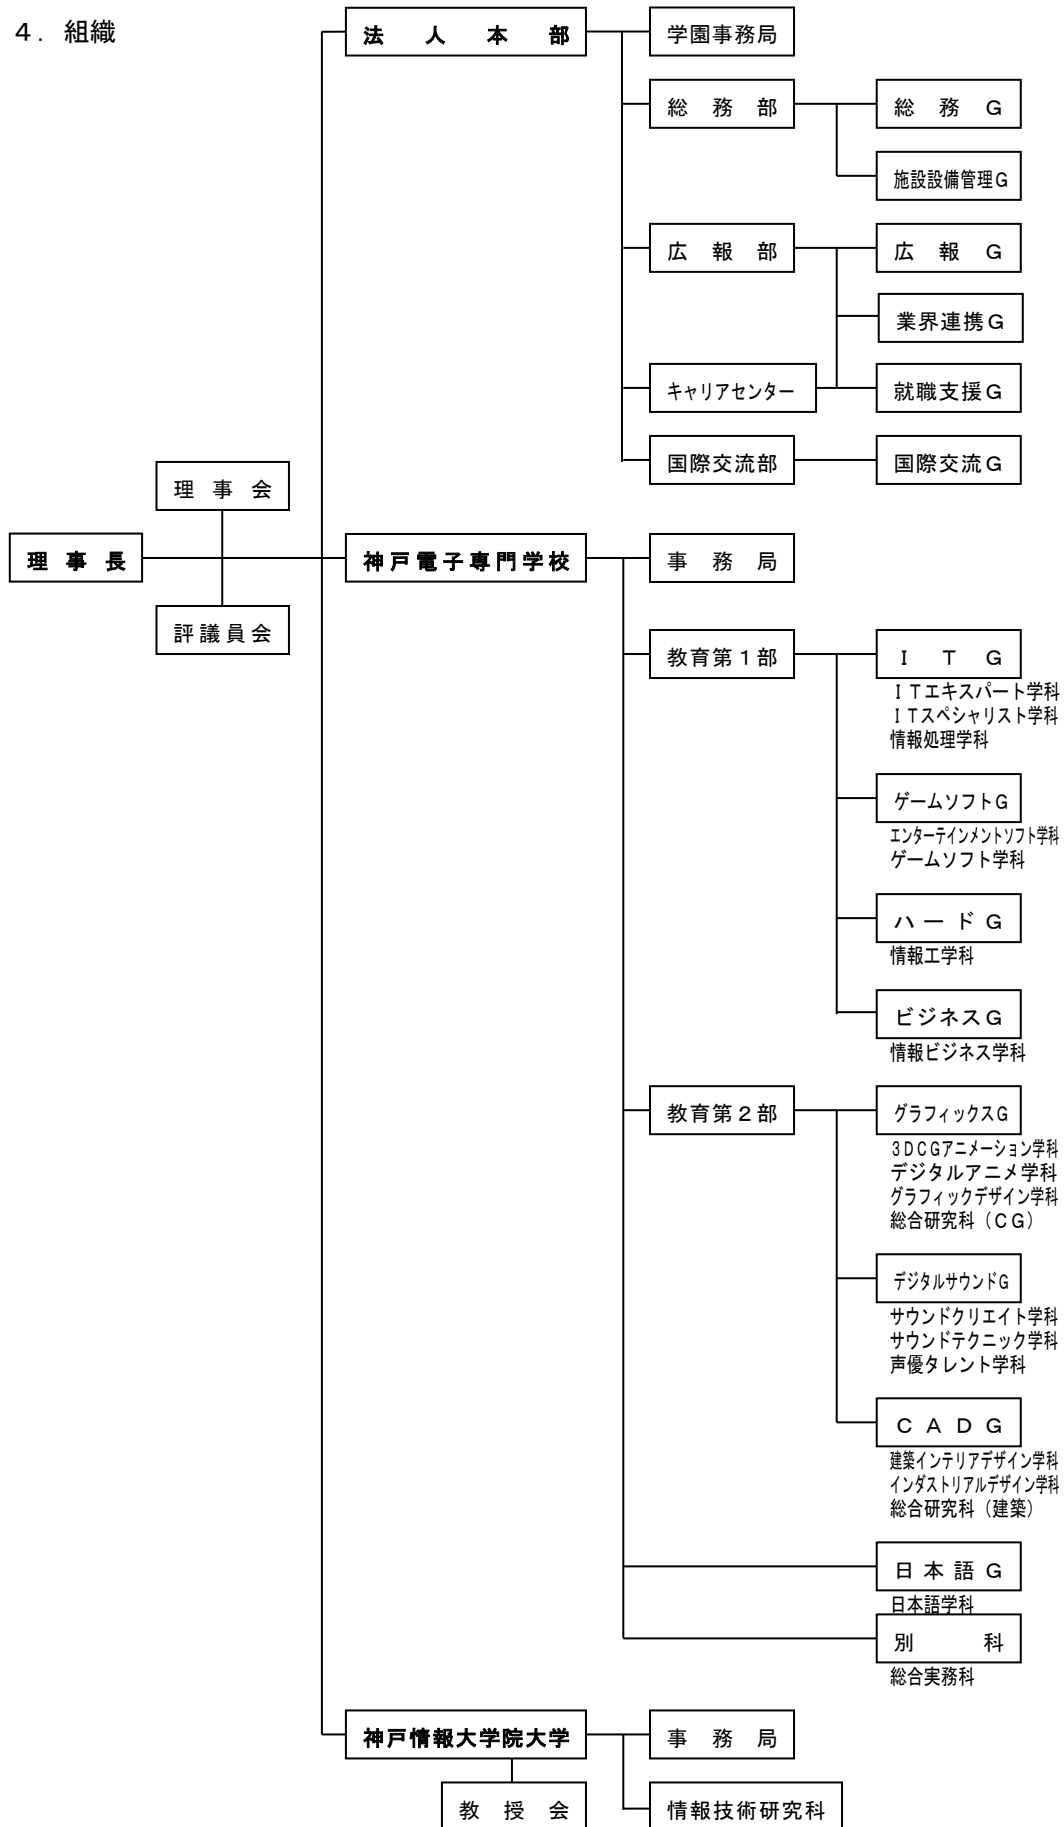 ４．組織
法人本部
学園事務局
総務部
総務Ｇ
施設設備管理Ｇ
広報部
広報Ｇ
業界連携Ｇ
キャリアセンター
就職支援Ｇ
国際交流部
国際交流Ｇ
理事会
理事長
評議員会
神戸電子専門学校
事務局
教育第１部
ＩＴＧ
ＩＴエキスパート学科
ＩＴスペシャリスト学科
情報処理学科
ゲームソフトＧ
エンターテインメントソフト学科
ゲームソフト学科
ハードＧ
情報工学科
ビジネスＧ
情報ビジネス学科
教育第２部
グラフィックスＧ
３ＤＣＧアニメーション学科
デジタルアニメ学科
グラフィックデザイン学科
総合研究科（ＣＧ）
デジタルサウンドＧ
サウンドクリエイト学科
サウンドテクニック学科
声優タレント学科
ＣＡＤＧ
建築インテリアデザイン学科
インダストリアルデザイン学科
総合研究科（建築）
日本語Ｇ
日本語学科
別科
総合実務科
神戸情報大学院大学
事務局
教授会
情報技術研究科